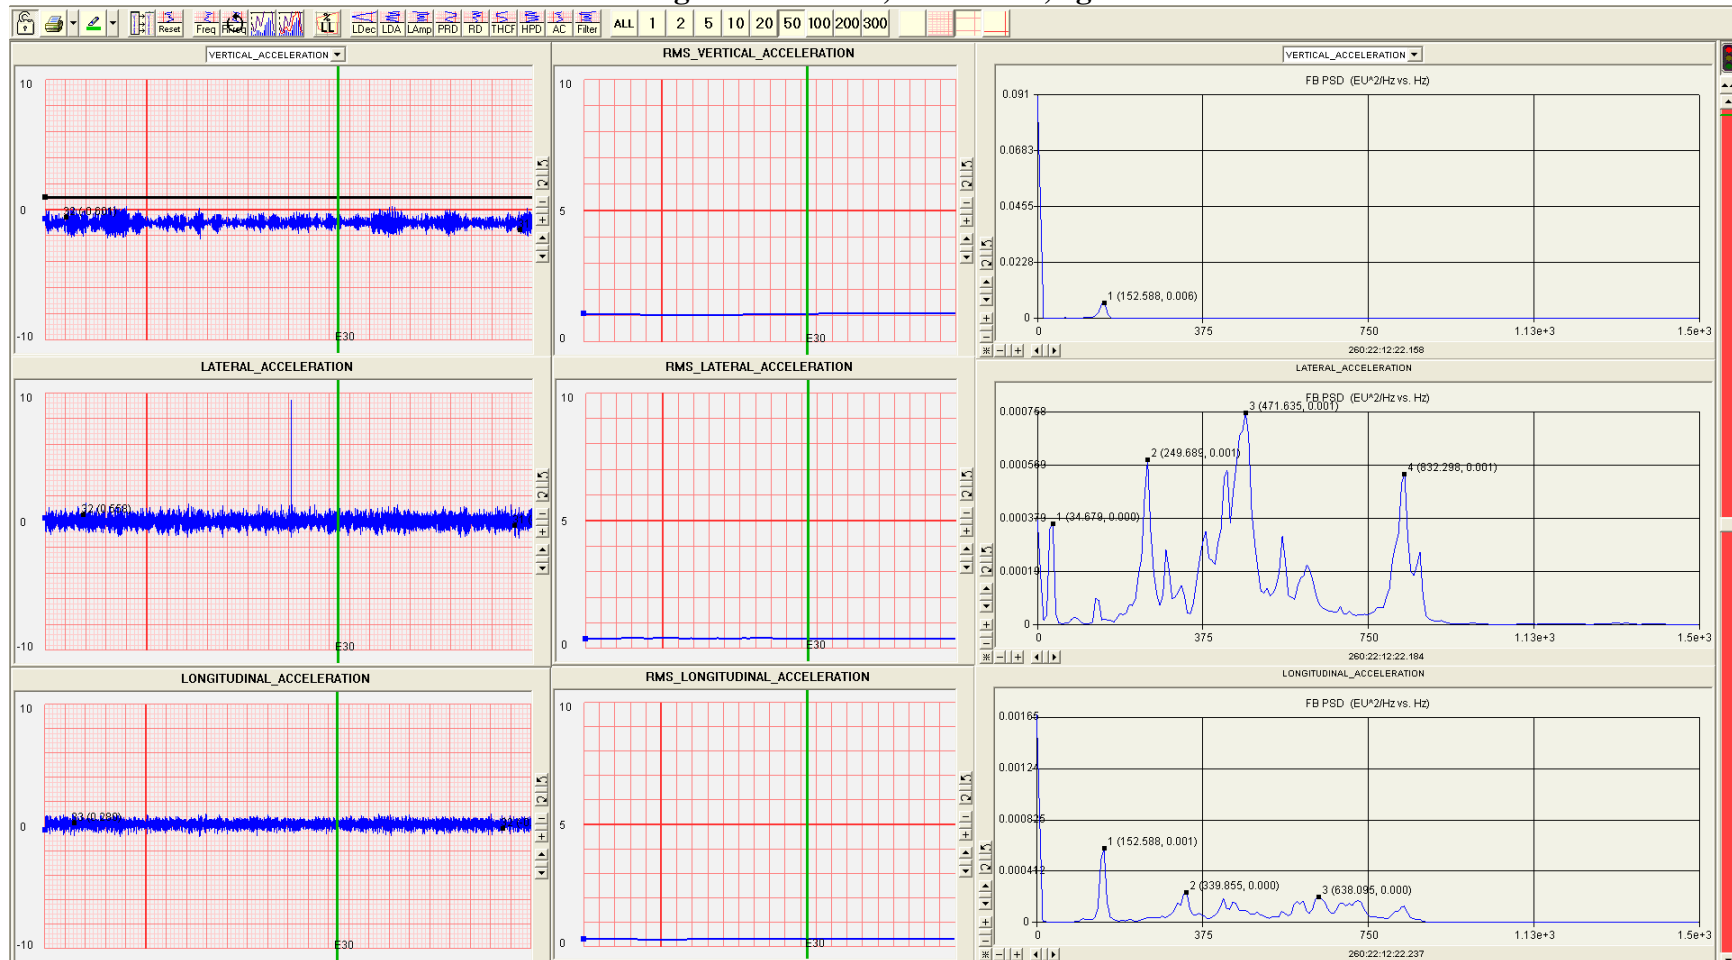 Reset Freq LL LDec LDA LAmp PRD RD THCF HPD AC Filter ALL 1 2 5 10 20 50 100 200 300
VERTICAL_ACCELERATION
10
0
-10
E30
RMS_VERTICAL_ACCELERATION
10
5
0
E30
VERTICAL_ACCELERATION
FB PSD (EU^2/Hz vs. Hz)
0.091
0.0683
0.0455
0.0228
0
1 (152.588, 0.006)
0 375 750 1.13e+3 1.5e+3
260:22:12:22.158
LATERAL_ACCELERATION
10
0
-10
E30
RMS_LATERAL_ACCELERATION
10
5
0
E30
LATERAL_ACCELERATION
FB PSD (EU^2/Hz vs. Hz)
0.000758
0.000569
0.000379
0.00019
0
1 (34.679, 0.000)
2 (249.689, 0.001)
3 (471.635, 0.001)
4 (832.298, 0.001)
0 375 750 1.13e+3 1.5e+3
260:22:12:22.184
LONGITUDINAL_ACCELERATION
10
0
-10
E30
RMS_LONGITUDINAL_ACCELERATION
10
5
0
E30
LONGITUDINAL_ACCELERATION
FB PSD (EU^2/Hz vs. Hz)
0.00165
0.00124
0.000825
0.000412
0
1 (152.588, 0.001)
2 (339.855, 0.000)
3 (638.095, 0.000)
0 375 750 1.13e+3 1.5e+3
260:22:12:22.237